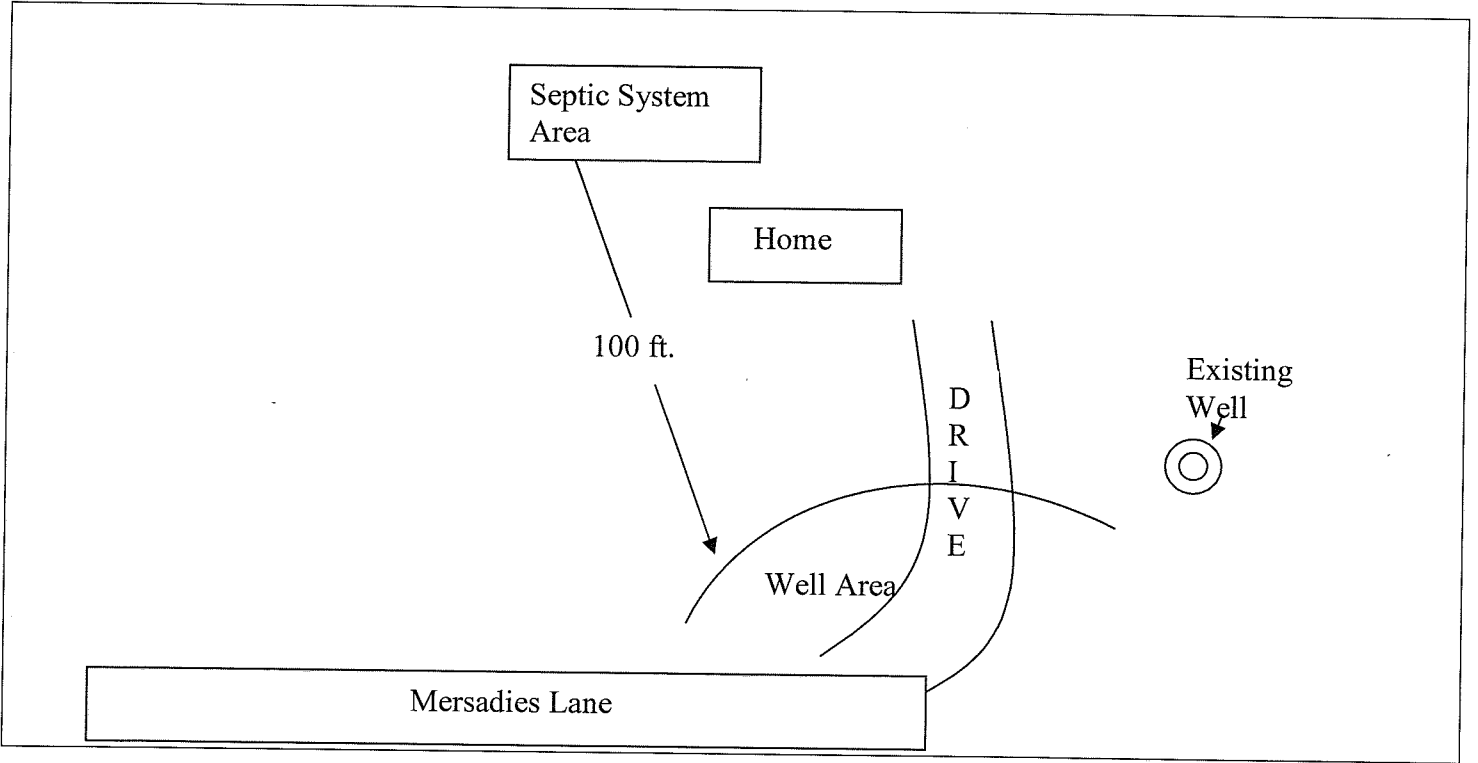 Septic System
Area
Home
100 ft.
Existing
Well
D
R
I
V
E
Well Area
Mersadies Lane